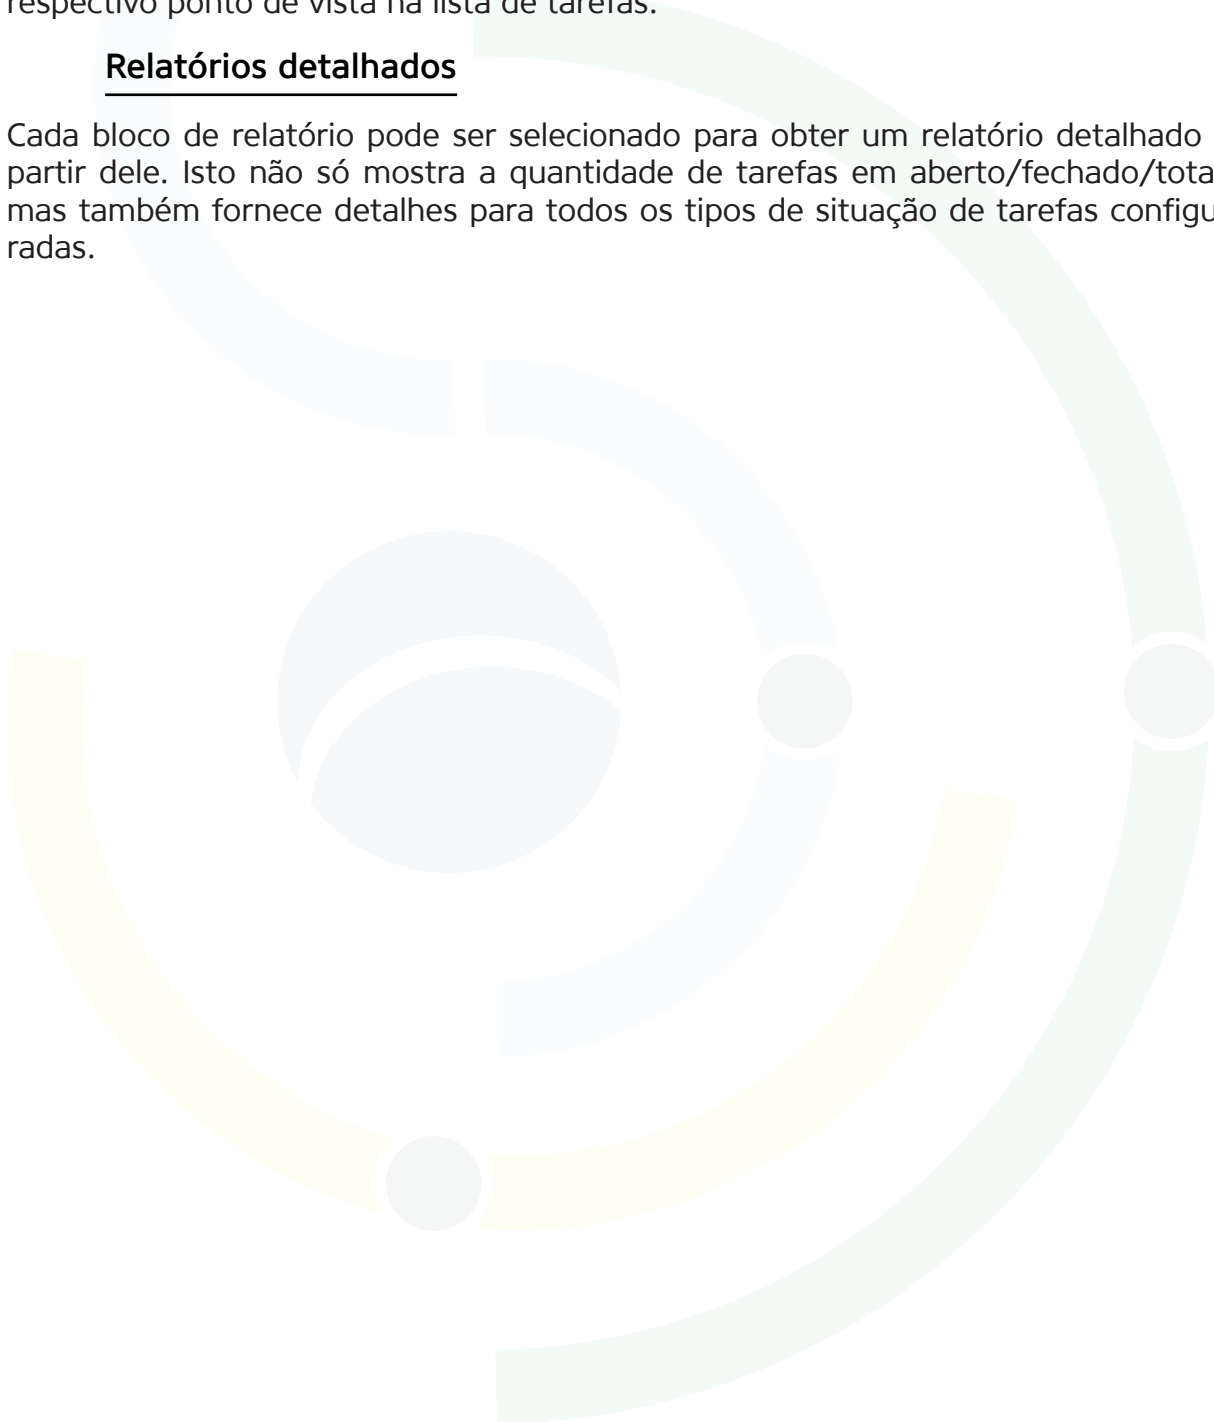 respectivo ponto de vista na lista de tarefas.
Relatórios detalhados
Cada bloco de relatório pode ser selecionado para obter um relatório detalhado
partir dele. Isto não só mostra a quantidade de tarefas em aberto/fechado/tota
mas também fornece detalhes para todos os tipos de situação de tarefas configu
radas.